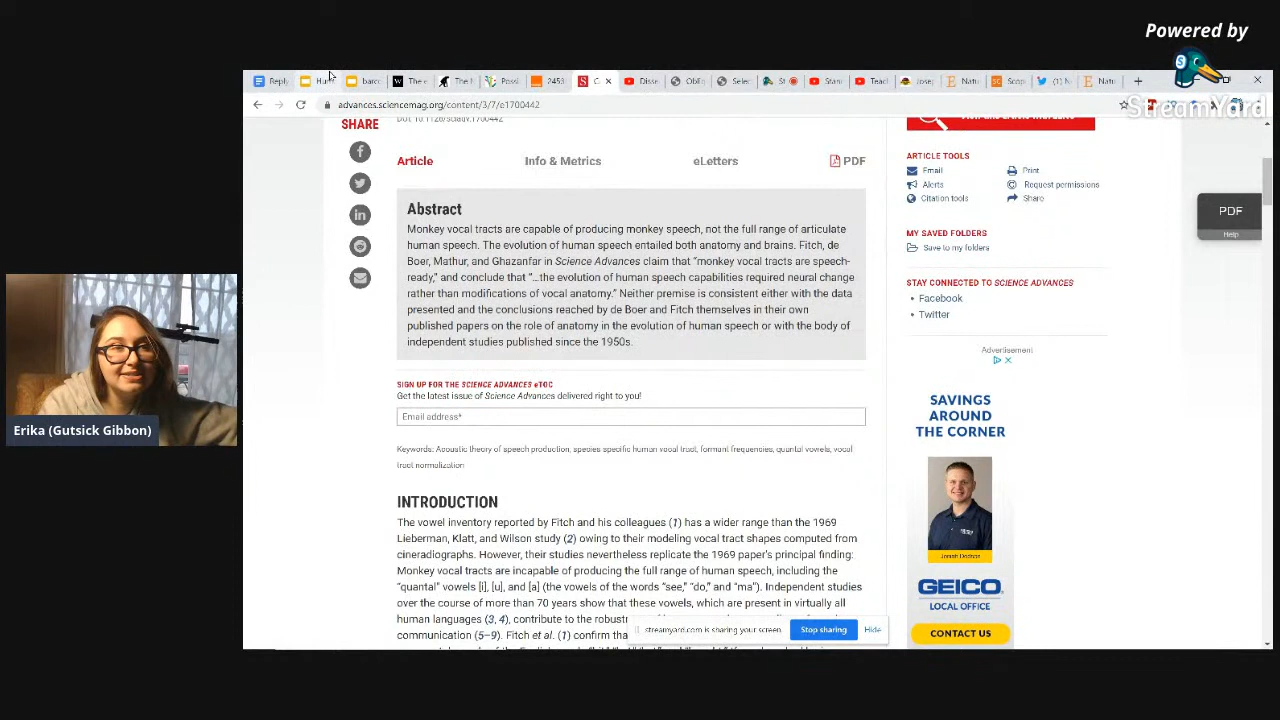 Powered by
StreamYard
Reply
The
2453
C
Disse
Selec
St
Stan
Teach
Josep
Natu
Scop
(1) N
Natu
advances.sciencemag.org/content/3/7/e1700442
SHARE
Article
Info & Metrics
eLetters
PDF
Abstract
Monkey vocal tracts are capable of producing monkey speech, not the full range of articulate
human speech. The evolution of human speech entailed both anatomy and brains. Fitch, de
Boer, Mathur, and Ghazanfar in Science Advances claim that “monkey vocal tracts are speech-
ready,” and conclude that “…the evolution of human speech capabilities required neural change
rather than modifications of vocal anatomy.” Neither premise is consistent either with the data
presented and the conclusions reached by de Boer and Fitch themselves in their own
published papers on the role of anatomy in the evolution of human speech or with the body of
independent studies published since the 1950s.
SIGN UP FOR THE SCIENCE ADVANCES eTOC
Get the latest issue of Science Advances delivered right to you!
Email address*
Keywords: Acoustic theory of speech production, species specific human vocal tract, formant frequencies, quantal vowels, vocal
tract normalization
INTRODUCTION
The vowel inventory reported by Fitch and his colleagues (1) has a wider range than the 1969
Lieberman, Klatt, and Wilson study (2) owing to their modeling vocal tract shapes computed from
cineradiographs. However, their studies nevertheless replicate the 1969 paper’s principal finding:
Monkey vocal tracts are incapable of producing the full range of human speech, including the
“quantal” vowels [i], [u], and [a] (the vowels of the words “see,” “do,” and “ma”). Independent studies
over the course of more than 70 years show that these vowels, which are present in virtually all
human languages (3, 4), contribute to the
communication (5–9). Fitch et al. (1) confirm
streamyard.com is sharing your screen.
Stop sharing
Hide
ARTICLE TOOLS
Email
Print
Alerts
Request permissions
Citation tools
Share
MY SAVED FOLDERS
Save to my folders
STAY CONNECTED TO SCIENCE ADVANCES
Facebook
Twitter
Advertisement
SAVINGS
AROUND
THE CORNER
GEICO
LOCAL OFFICE
CONTACT US
PDF
Help
Erika (Gutsick Gibbon)